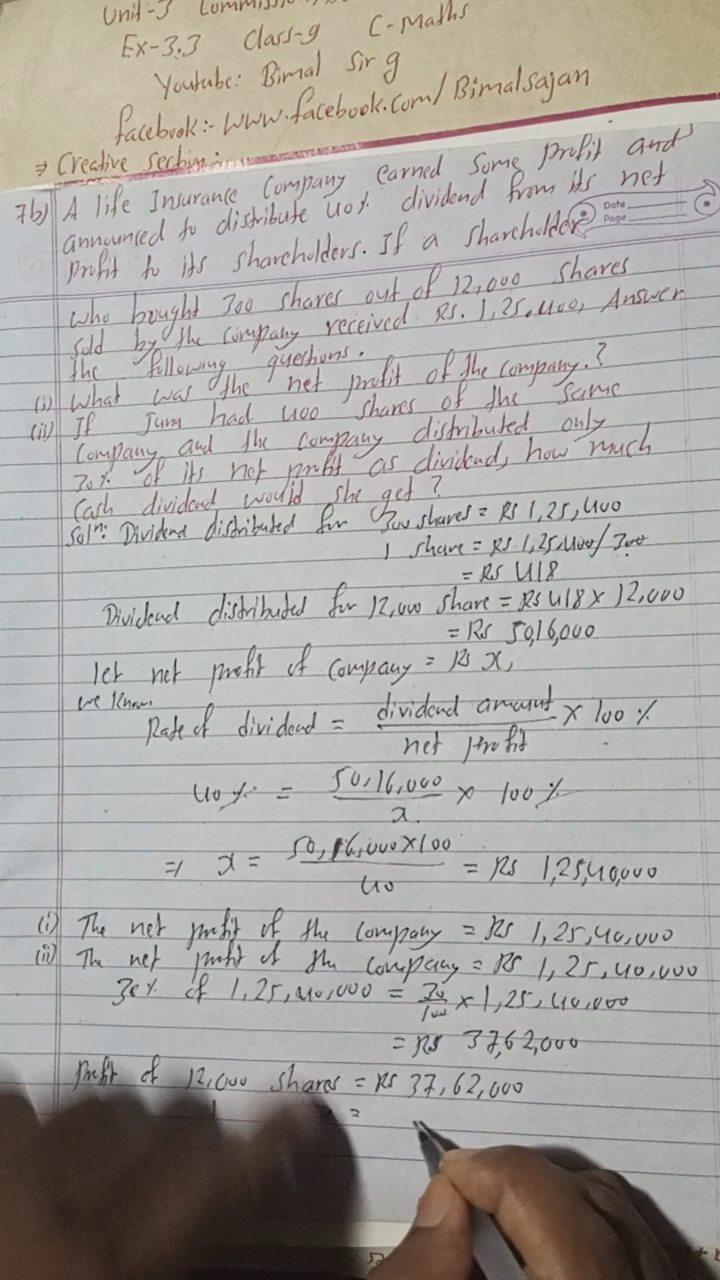 Unit-3 Commission
Ex-3.3 Class-9 C-Maths
Youtube: Bimal Sir g
facebook:- www.facebook.com/Bimalsajan
⇒ Creative section:
7b) A life Insurance Company earned some profit and
announced to distribute 40% dividend from its net
Date
Page
profit to its shareholders. If a shareholder
who bought 300 shares out of 12,000 shares
sold by the company received Rs. 1,25,400, Answer
the following questions.
(i) What was the net profit of the company.?
(ii) If Jum had 400 shares of the same
company and the company distributed only
30% of its net profit as dividend, how much
cash dividend would she get?
Solⁿ: Dividend distributed for 300 shares = Rs 1,25,400
1 share = Rs 1,25,400/300
= Rs 418
Dividend distributed for 12,000 share = Rs 418 × 12,000
= Rs 50,16,000
let net profit of company = Rs x,
we know,
Rate of dividend = dividend amount / net profit × 100 %
40% = 50,16,000 / x × 100 %
⇒ x = 50,16,000×100 / 40 = Rs 1,25,40,000
(i) The net profit of the company = Rs 1,25,40,000
(ii) The net profit of the company = Rs 1,25,40,000
30% of 1,25,40,000 = 30/100 × 1,25,40,000
= Rs 37,62,000
Profit of 12,000 shares = Rs 37,62,000
=